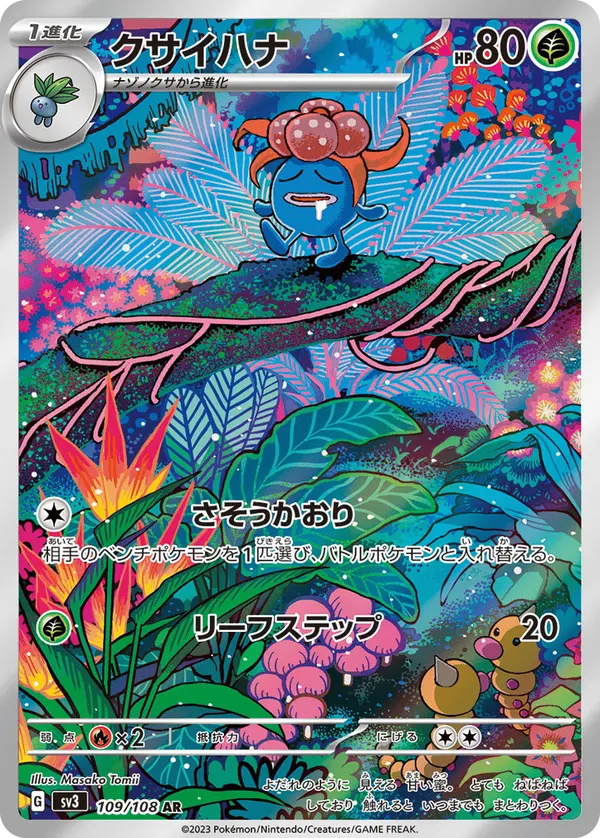 1進化
クサイハナ
HP80
ナゾノクサから進化
さそうかおり
相手のベンチポケモンを1匹選び、バトルポケモンと入れ替える。
リーフステップ 20
弱点 ×2 抵抗力 にげる
Illus. Masako Tomii
G sv3 109/108 AR
よだれのように 見える 甘い蜜。 とても ねばねば
しており 触れると いつまでも まとわりつく。
©2023 Pokémon/Nintendo/Creatures/GAME FREAK.